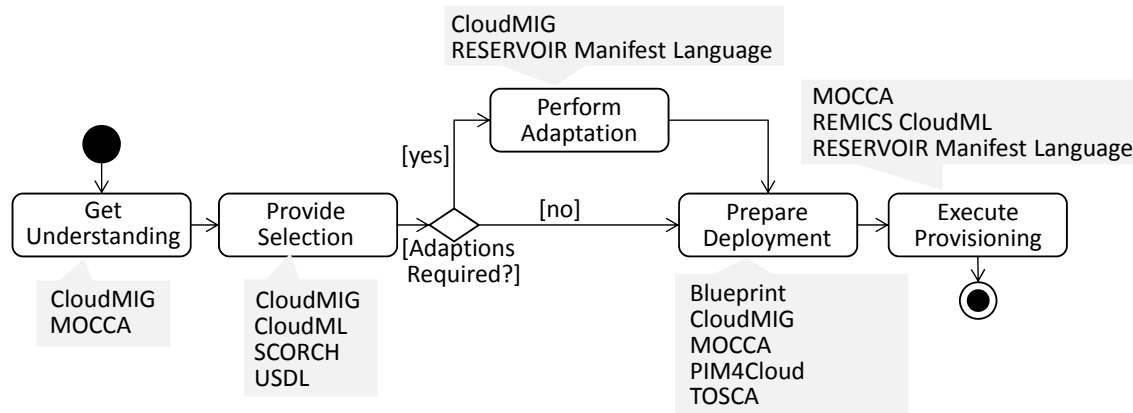 CloudMIG
RESERVOIR Manifest Language
Perform
Adaptation
MOCCA
REMICS CloudML
RESERVOIR Manifest Language
[yes]
Get
Understanding
Provide
Selection
[no]
Prepare
Deployment
Execute
Provisioning
[Adaptions
Required?]
CloudMIG
MOCCA
CloudMIG
CloudML
SCORCH
USDL
Blueprint
CloudMIG
MOCCA
PIM4Cloud
TOSCA